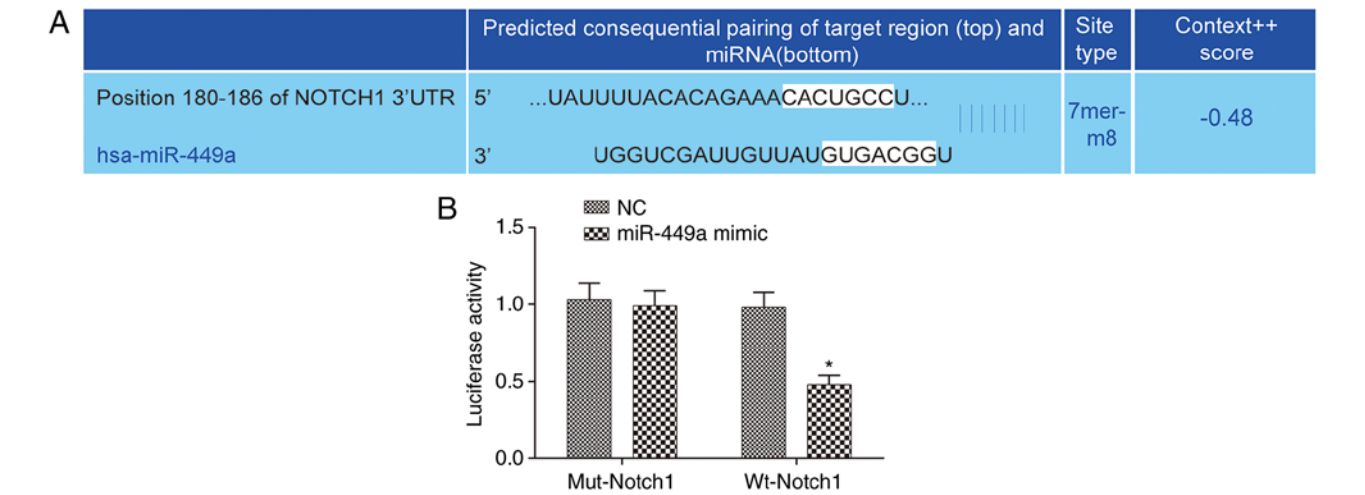 A
Predicted consequential pairing of target region (top) and
miRNA(bottom)
Site
type
Context++
score
Position 180-186 of NOTCH1 3'UTR
5' ...UAUUUUACACAGAAACACUGCCU...
hsa-miR-449a
3' UGGUCGAUUGUUAUGUGACGGU
7mer-
m8
-0.48
B
NC
miR-449a mimic
Luciferase activity
1.5
1.0
0.5
0.0
*
Mut-Notch1
Wt-Notch1